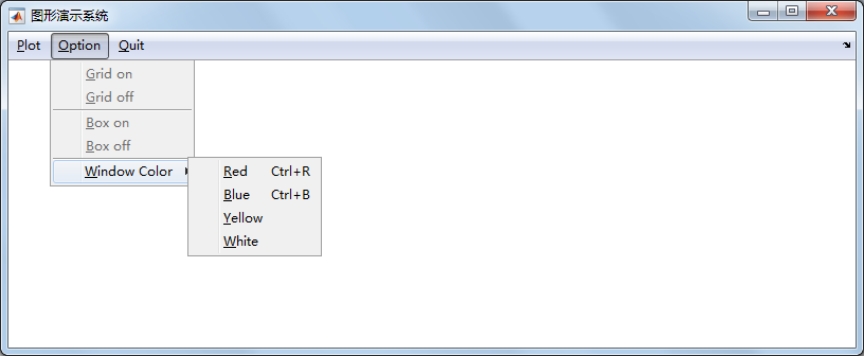 图形演示系统
Plot Option Quit
Grid on
Grid off
Box on
Box off
Window Color
Red Ctrl+R
Blue Ctrl+B
Yellow
White